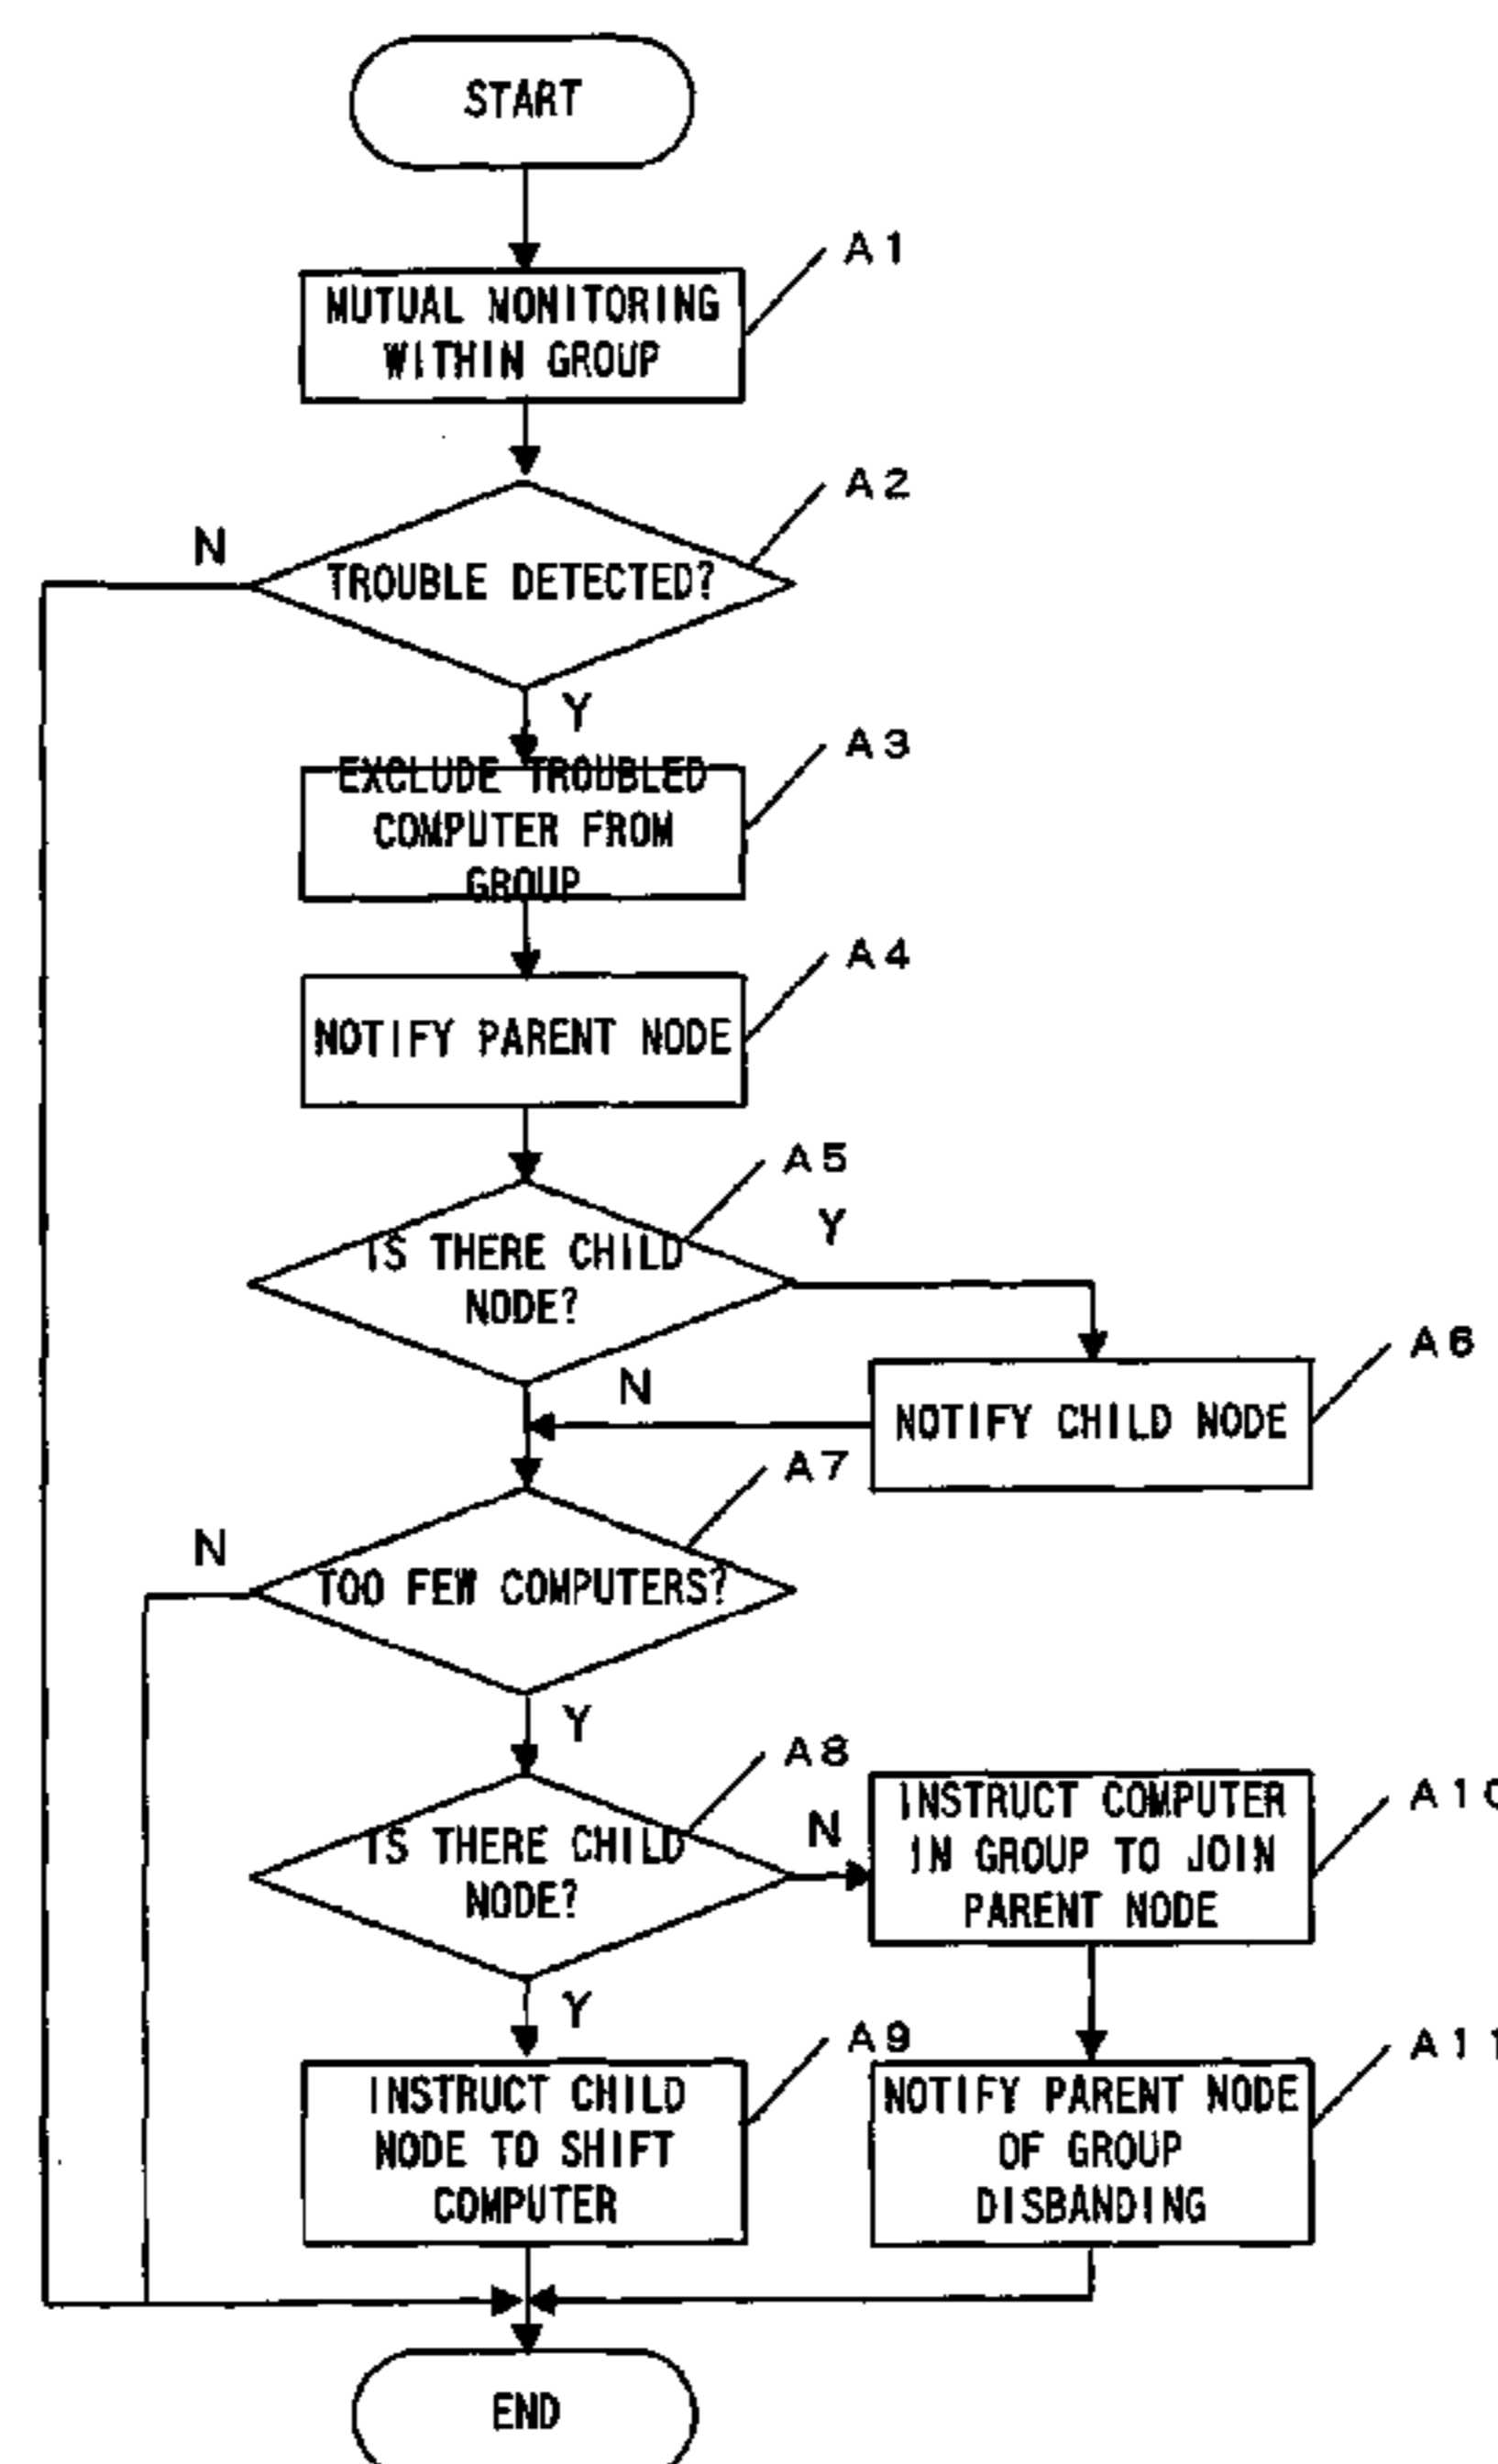 START
A1
MUTUAL MONITORING
WITHIN GROUP
A2
N
TROUBLE DETECTED?
Y
A3
EXCLUDE TROUBLED
COMPUTER FROM
GROUP
A4
NOTIFY PARENT NODE
A5
Y
IS THERE CHILD
NODE?
A6
N
NOTIFY CHILD NODE
A7
N
TOO FEW COMPUTERS?
Y
A8
N
IS THERE CHILD
NODE?
A10
INSTRUCT COMPUTER
IN GROUP TO JOIN
PARENT NODE
Y
A9
INSTRUCT CHILD
NODE TO SHIFT
COMPUTER
A11
NOTIFY PARENT NODE
OF GROUP
DISBANDING
END